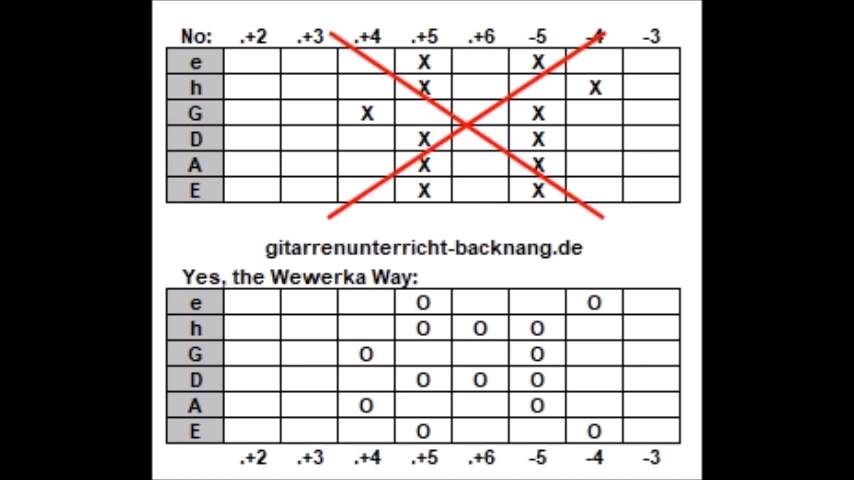 No: .+2 .+3 .+4 .+5 .+6 -5 -4 -3
e X X
h X X
G X X
D X X
A X X
E X X
gitarrenunterricht-backnang.de
Yes, the Wewerka Way:
e O O
h O O O
G O O
D O O O
A O O
E O O
.+2 .+3 .+4 .+5 .+6 -5 -4 -3